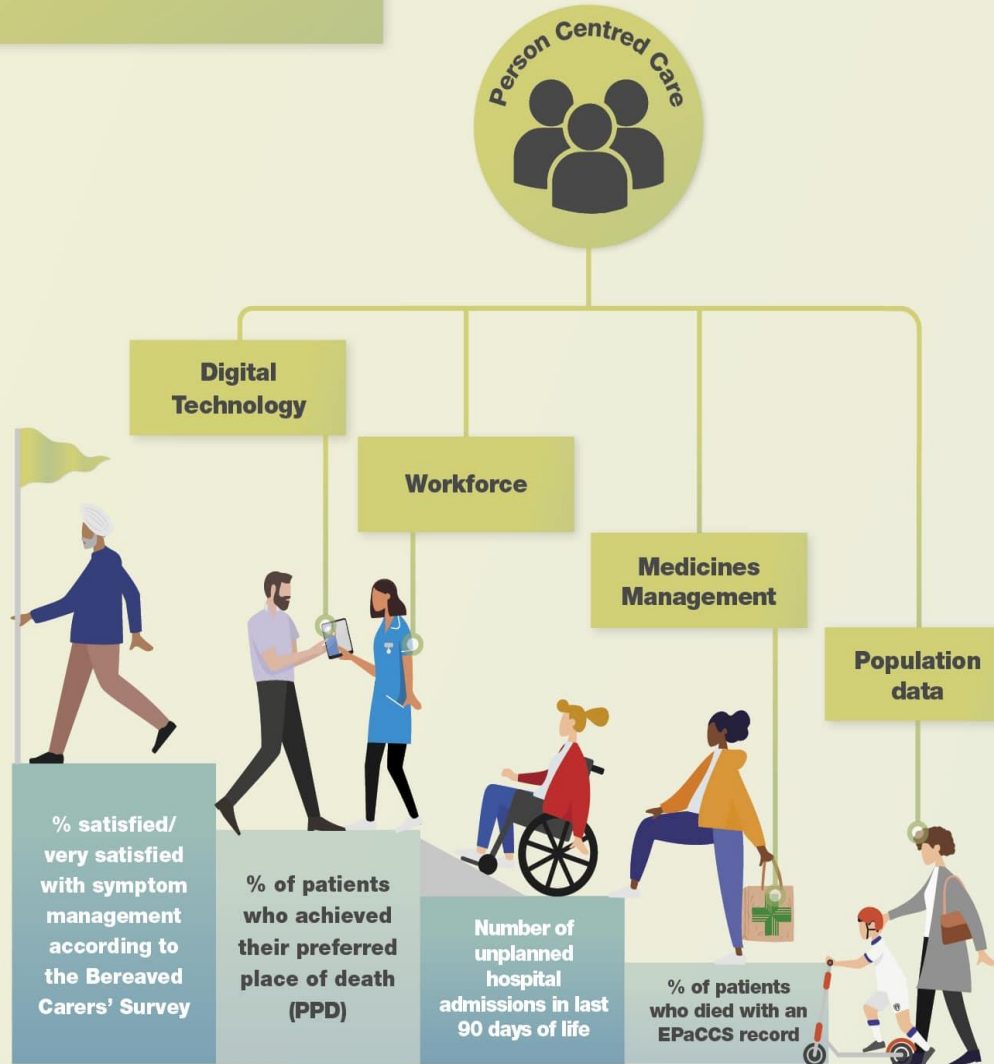 Person Centred Care
Digital
Technology
Workforce
Medicines
Management
Population
data
% satisfied/
very satisfied
with symptom
management
according to
the Bereaved
Carers’ Survey
% of patients
who achieved
their preferred
place of death
(PPD)
Number of
unplanned
hospital
admissions in last
90 days of life
% of patients
who died with an
EPaCCS record